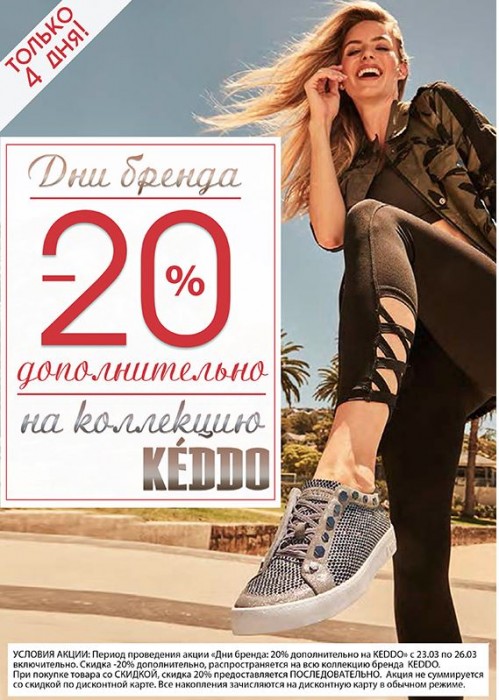 ТОЛЬКО
4 ДНЯ!
Дни бренда
-20%
дополнительно
на коллекцию
KÉDDO
УСЛОВИЯ АКЦИИ: Период проведения акции «Дни бренда: 20% дополнительно на KEDDO» с 23.03 по 26.03
включительно. Скидка -20% дополнительно, распространяется на всю коллекцию бренда KEDDO.
При покупке товара со СКИДКОЙ, скидка 20% предоставляется ПОСЛЕДОВАТЕЛЬНО. Акция не суммируется
со скидкой по дисконтной карте. Все накопления зачисляются на дисконтную карту в обычном режиме.